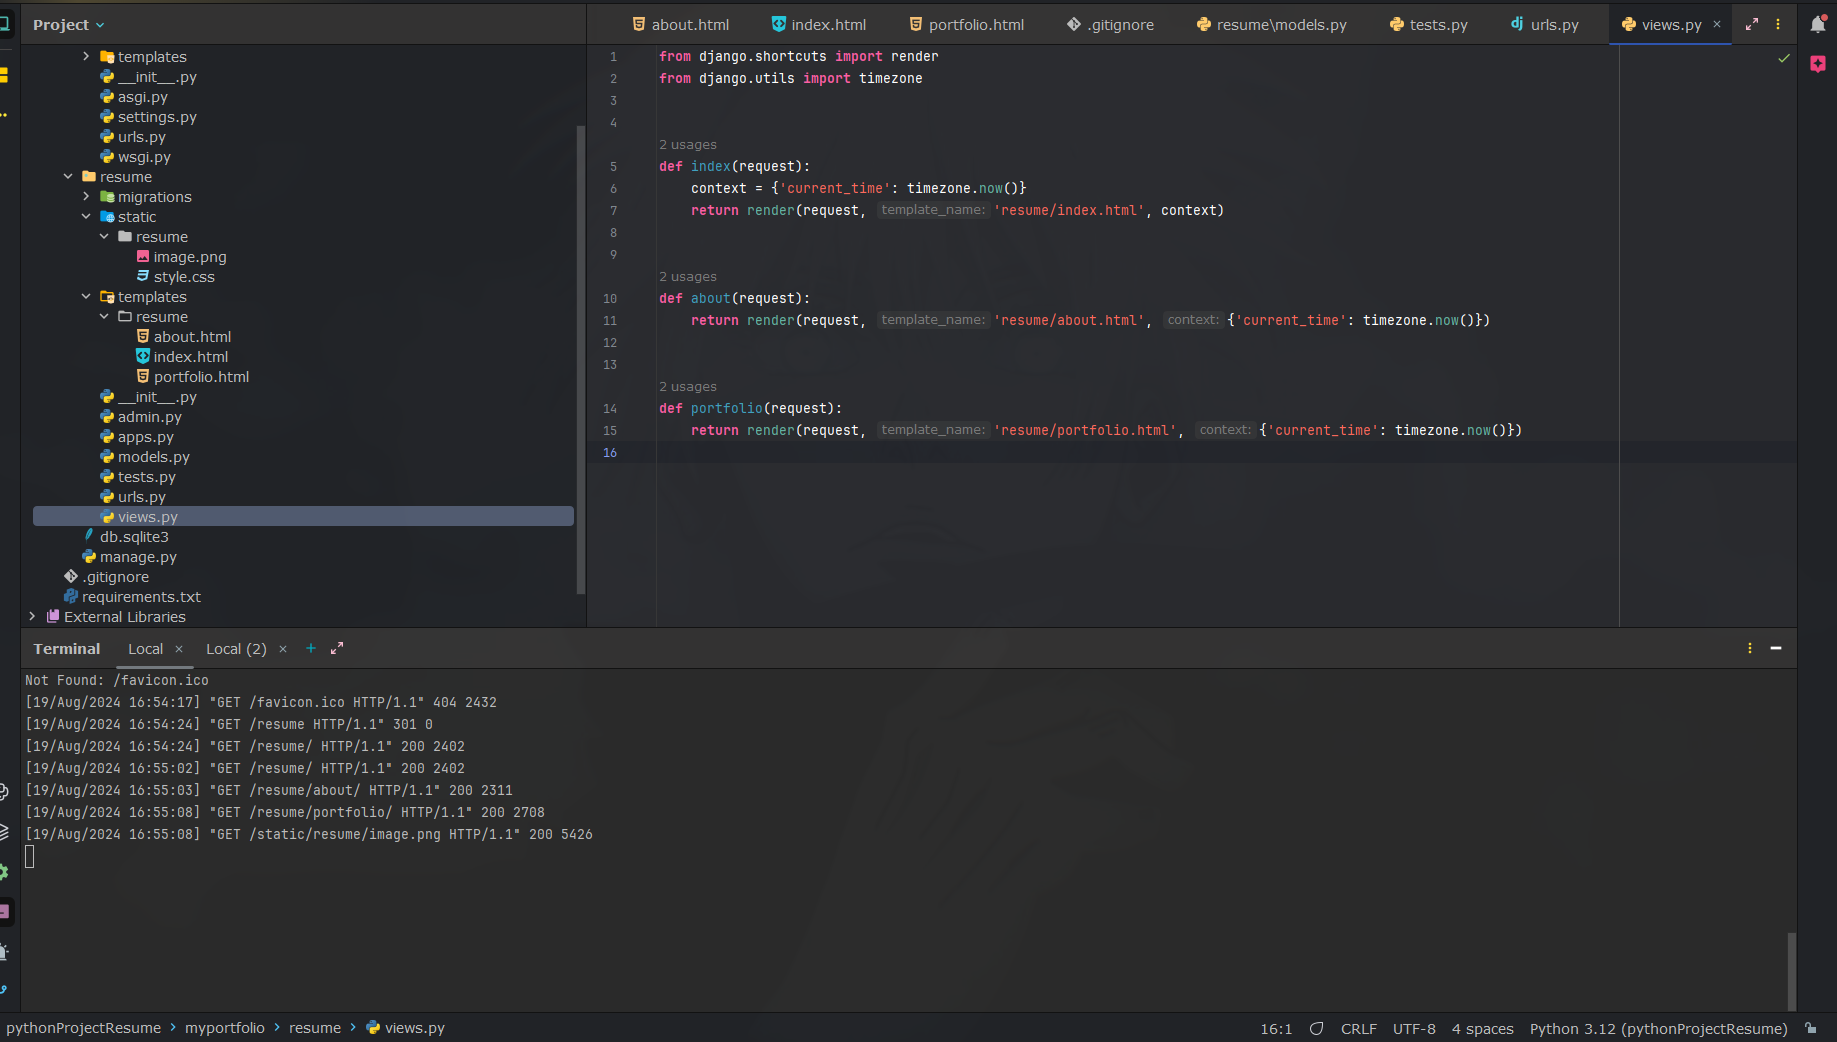 Project
templates
__init__.py
asgi.py
settings.py
urls.py
wsgi.py
resume
migrations
static
resume
image.png
style.css
templates
resume
about.html
index.html
portfolio.html
__init__.py
admin.py
apps.py
models.py
tests.py
urls.py
views.py
db.sqlite3
manage.py
.gitignore
requirements.txt
External Libraries
about.html index.html portfolio.html .gitignore resume\models.py tests.py urls.py views.py
1 from django.shortcuts import render
2 from django.utils import timezone
3
4
2 usages
5 def index(request):
6 context = {'current_time': timezone.now()}
7 return render(request, template_name: 'resume/index.html', context)
8
9
2 usages
10 def about(request):
11 return render(request, template_name: 'resume/about.html', context: {'current_time': timezone.now()})
12
13
2 usages
14 def portfolio(request):
15 return render(request, template_name: 'resume/portfolio.html', context: {'current_time': timezone.now()})
16
Terminal Local Local (2)
Not Found: /favicon.ico
[19/Aug/2024 16:54:17] "GET /favicon.ico HTTP/1.1" 404 2432
[19/Aug/2024 16:54:24] "GET /resume HTTP/1.1" 301 0
[19/Aug/2024 16:54:24] "GET /resume/ HTTP/1.1" 200 2402
[19/Aug/2024 16:55:02] "GET /resume/ HTTP/1.1" 200 2402
[19/Aug/2024 16:55:03] "GET /resume/about/ HTTP/1.1" 200 2311
[19/Aug/2024 16:55:08] "GET /resume/portfolio/ HTTP/1.1" 200 2708
[19/Aug/2024 16:55:08] "GET /static/resume/image.png HTTP/1.1" 200 5426
pythonProjectResume > myportfolio > resume > views.py
16:1 CRLF UTF-8 4 spaces Python 3.12 (pythonProjectResume)